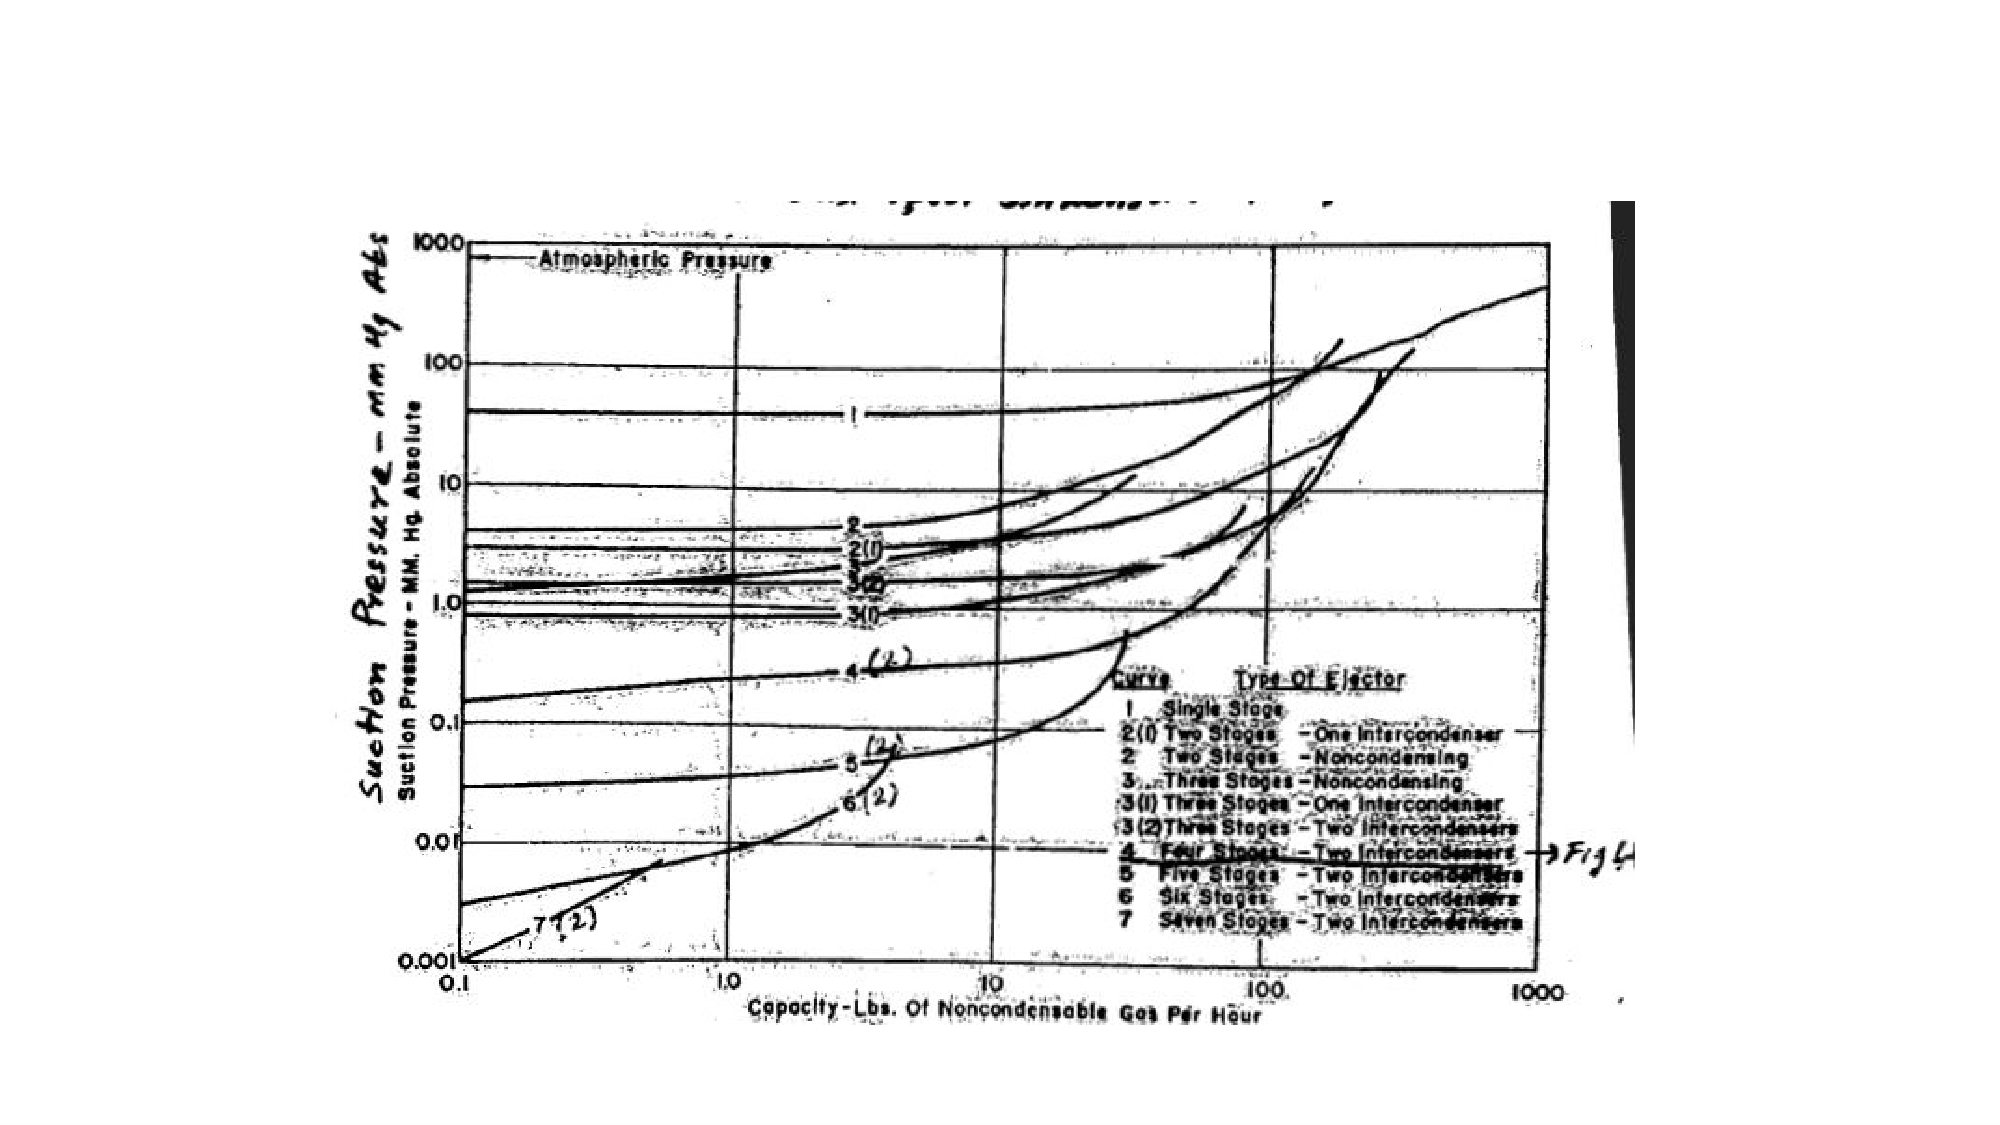 1000
Atmospheric Pressure
100
10
1.0
0.1
0.01
0.001
Suction Pressure - mm Hg Abs
Suction Pressure - MM. Hg. Absolute
1
2
2(1)
3(2)
3(1)
4 (2)
5 (2)
6 (2)
7 (2)
Curve Type Of Ejector
1 Single Stage
2(1) Two Stages - One Intercondenser
2 Two Stages - Noncondensing
3 Three Stages - Noncondensing
3(1) Three Stages - One Intercondenser
3(2) Three Stages - Two Intercondensers
4 Four Stages - Two Intercondensers → Fig
5 Five Stages - Two Intercondensers
6 Six Stages - Two Intercondensers
7 Seven Stages - Two Intercondensers
0.1 1.0 10 100 1000
Capacity-Lbs. Of Noncondensable Gas Per Hour